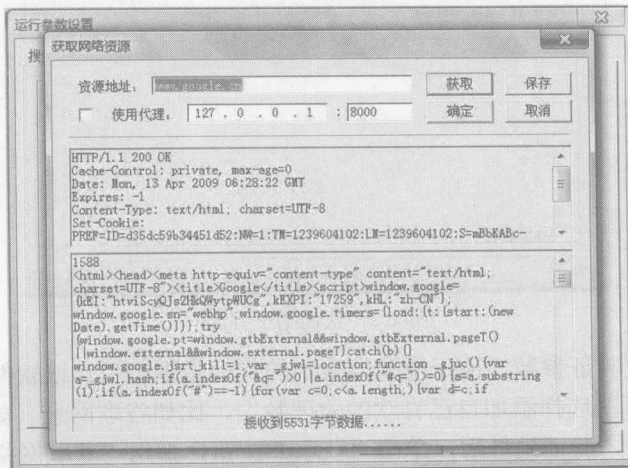 运行参数设置
获取网络资源
资源地址： www.google.cn 获取 保存
使用代理： 127 . 0 . 0 . 1 : 8000 确定 取消
HTTP/1.1 200 OK
Cache-Control: private, max-age=0
Date: Mon, 13 Apr 2009 06:28:22 GMT
Expires: -1
Content-Type: text/html; charset=UTF-8
Set-Cookie:
PREF=ID=d35dc59b34451d52:NW=1:TM=1239604102:LM=1239604102:S=mBbKABc-
1588
<html><head><meta http-equiv="content-type" content="text/html;
charset=UTF-8"><title>Google</title><script>window.google=
{kEI:"htviScyQJs2HkQWytpWUCg",kEXPI:"17259",kHL:"zh-CN"};
window.google.sn="webhp";window.google.timers={load:{t:{start:(new
Date).getTime()}}};try
{window.google.pt=window.gtbExternal&&window.gtbExternal.pageT()
||window.external&&window.external.pageT}catch(b){}
window.google.jsrt_kill=1;var _gjwl=location;function _gjuc(){var
a=_gjwl.hash;if(a.indexOf("&q=")>0||a.indexOf("#q=")>=0){a=a.substring
(1);if(a.indexOf("#")==-1){for(var c=0;c<a.length;){var d=c;if
接收到5531字节数据......